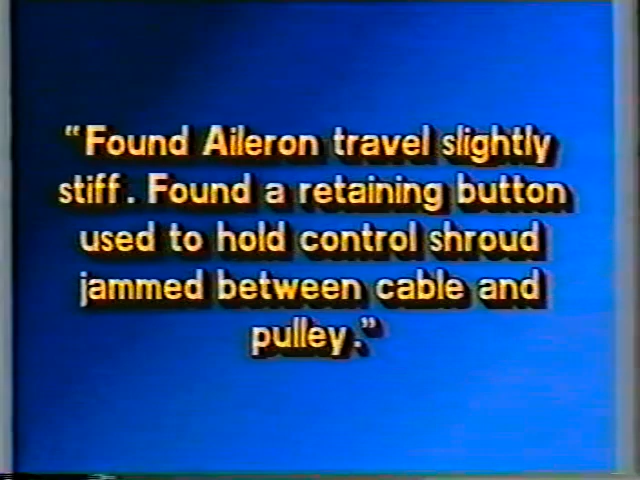 “Found Aileron travel slightly
stiff. Found a retaining button
used to hold control shroud
jammed between cable and
pulley.”